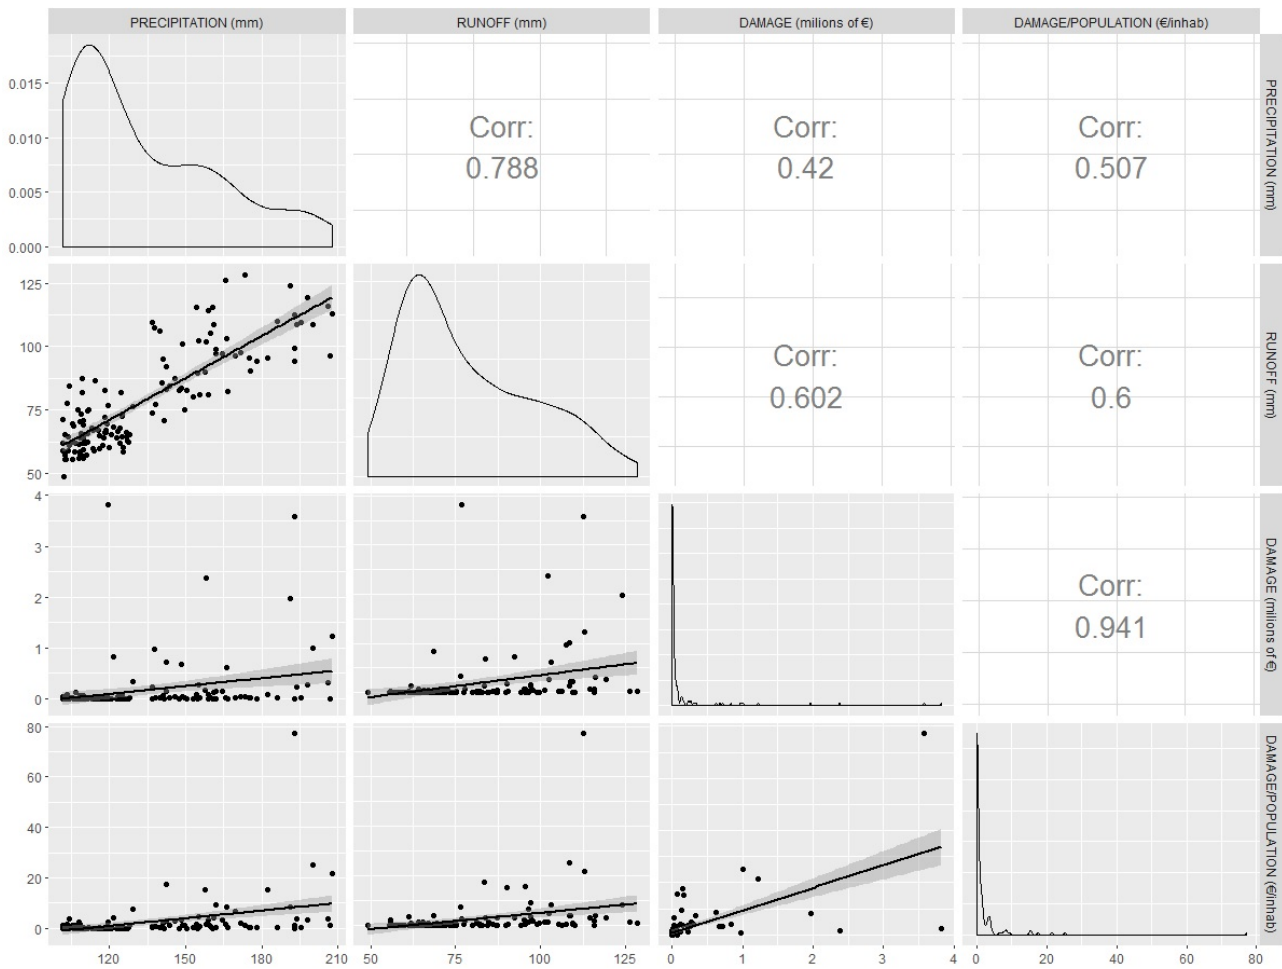 PRECIPITATION (mm)
RUNOFF (mm)
DAMAGE (milions of €)
DAMAGE/POPULATION (€/inhab)
0.015
0.010
0.005
0.000
Corr:
0.788
Corr:
0.42
Corr:
0.507
PRECIPITATION (mm)
125
100
75
50
Corr:
0.602
Corr:
0.6
RUNOFF (mm)
4
3
2
1
0
Corr:
0.941
DAMAGE (milions of €)
80
60
40
20
0
DAMAGE/POPULATION (€/inhab)
120 150 180 210
50 75 100 125
0 1 2 3 4
0 20 40 60 80